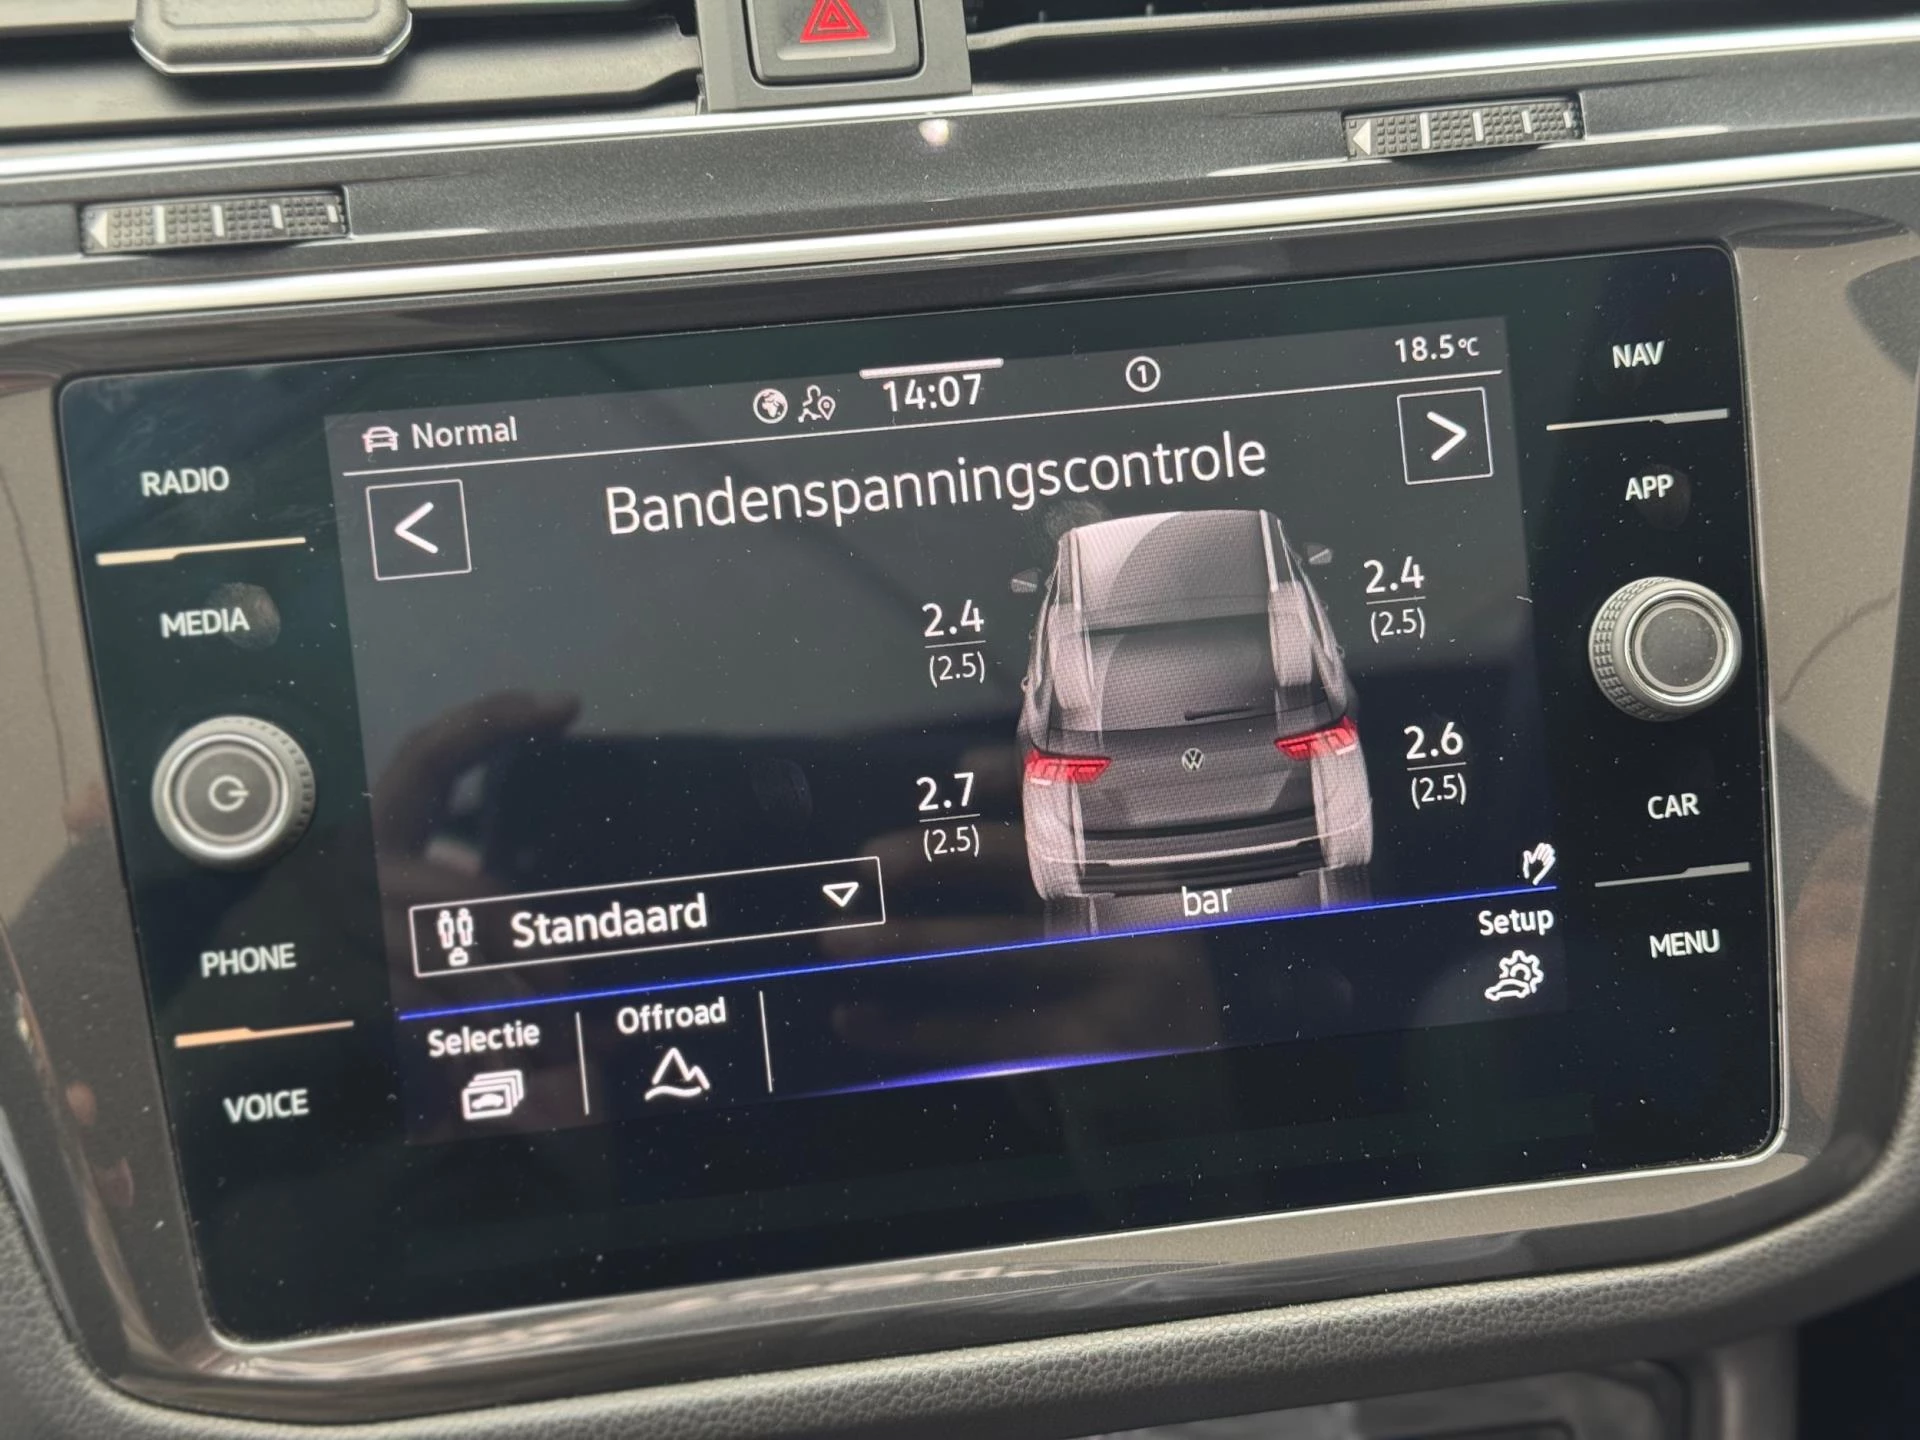 Normal
14:07
1
18.5°C
<
Bandenspanningscontrole
>
2.4
(2.5)
2.4
(2.5)
2.7
(2.5)
2.6
(2.5)
bar
Standaard
Selectie
Offroad
Setup
RADIO
MEDIA
PHONE
VOICE
NAV
APP
CAR
MENU